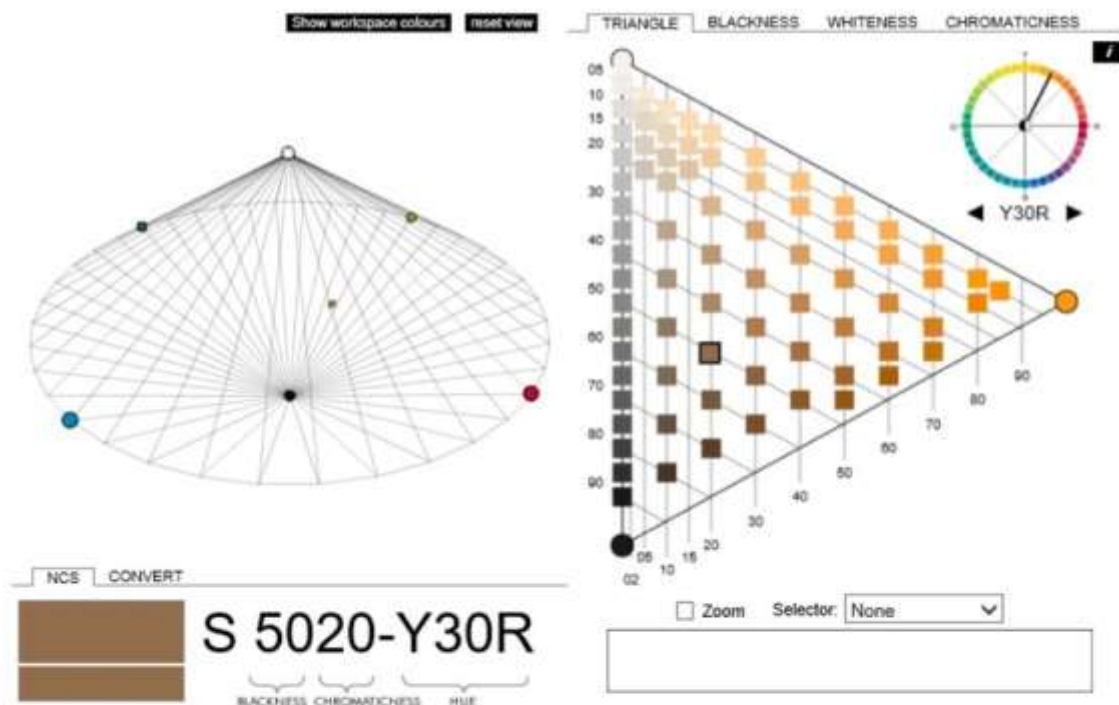 Show workspace colours reset view
TRIANGLE BLACKNESS WHITENESS CHROMATICNESS
i
Y30R
05
10
15
20
30
40
50
60
70
80
90
90
80
70
60
50
40
30
20
15
10
05
02
NCS CONVERT
S 5020-Y30R
BLACKNESS CHROMATICNESS HUE
Zoom Selector: None